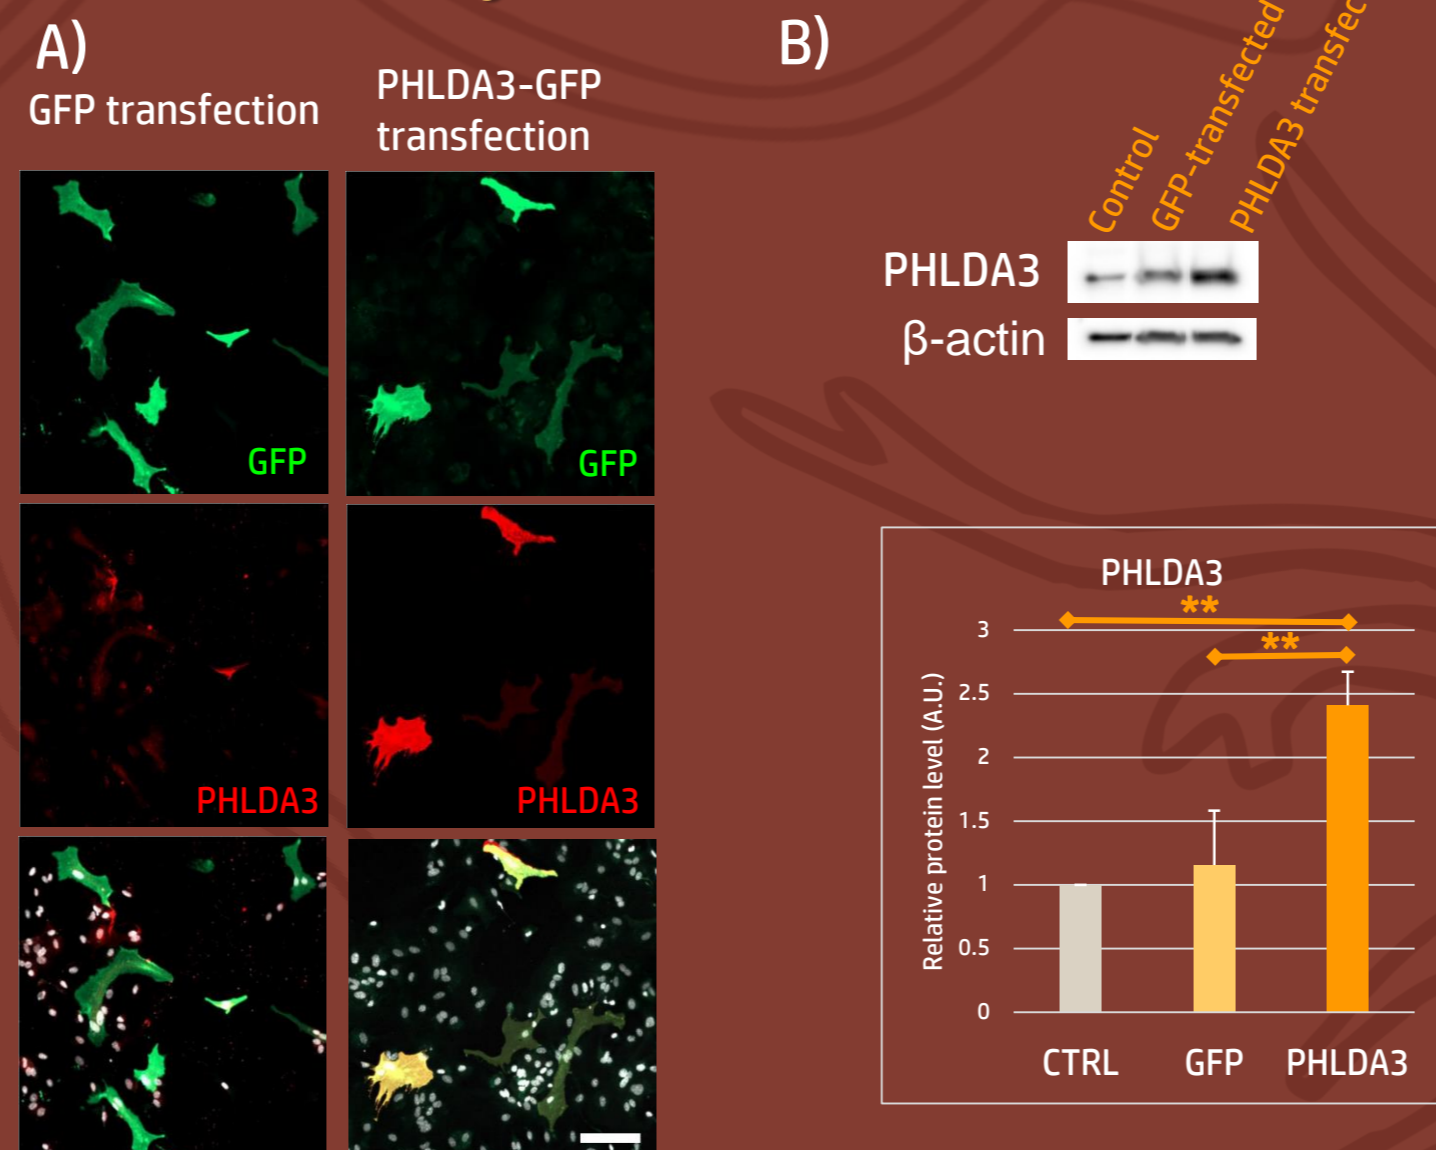 A)
GFP transfection
PHLDA3-GFP
transfection
GFP
GFP
PHLDA3
PHLDA3
B)
Control
GFP-transfected
PHLDA3 transfec
PHLDA3
β-actin
PHLDA3
**
**
Relative protein level (A.U.)
3
2.5
2
1.5
1
0.5
0
CTRL
GFP
PHLDA3